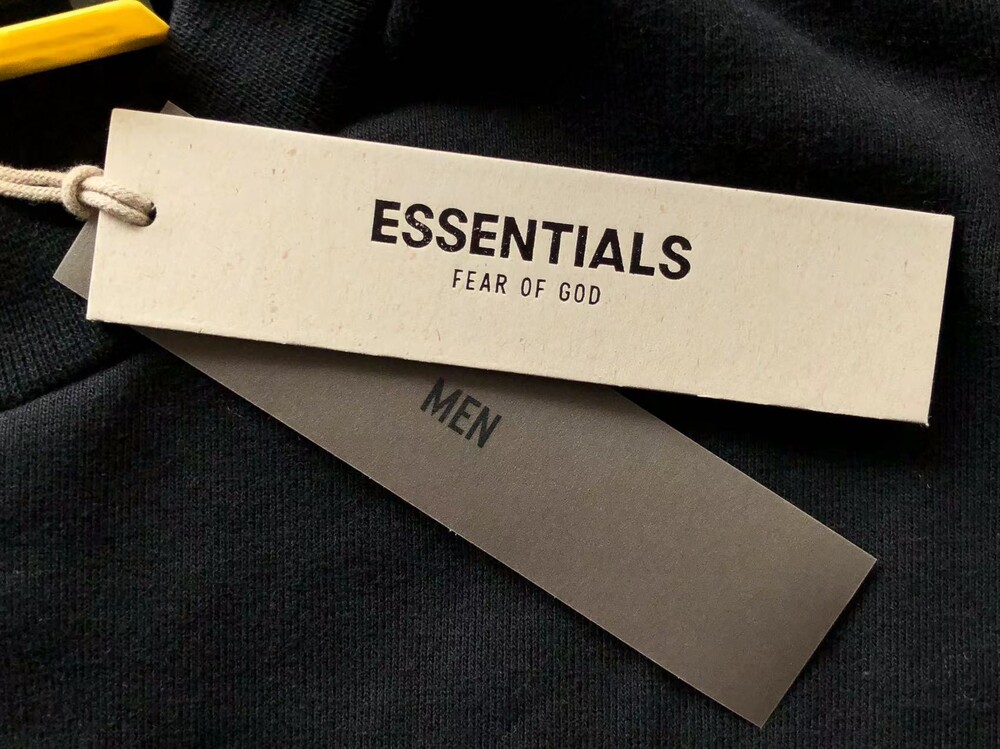 ESSENTIALS
FEAR OF GOD
MEN